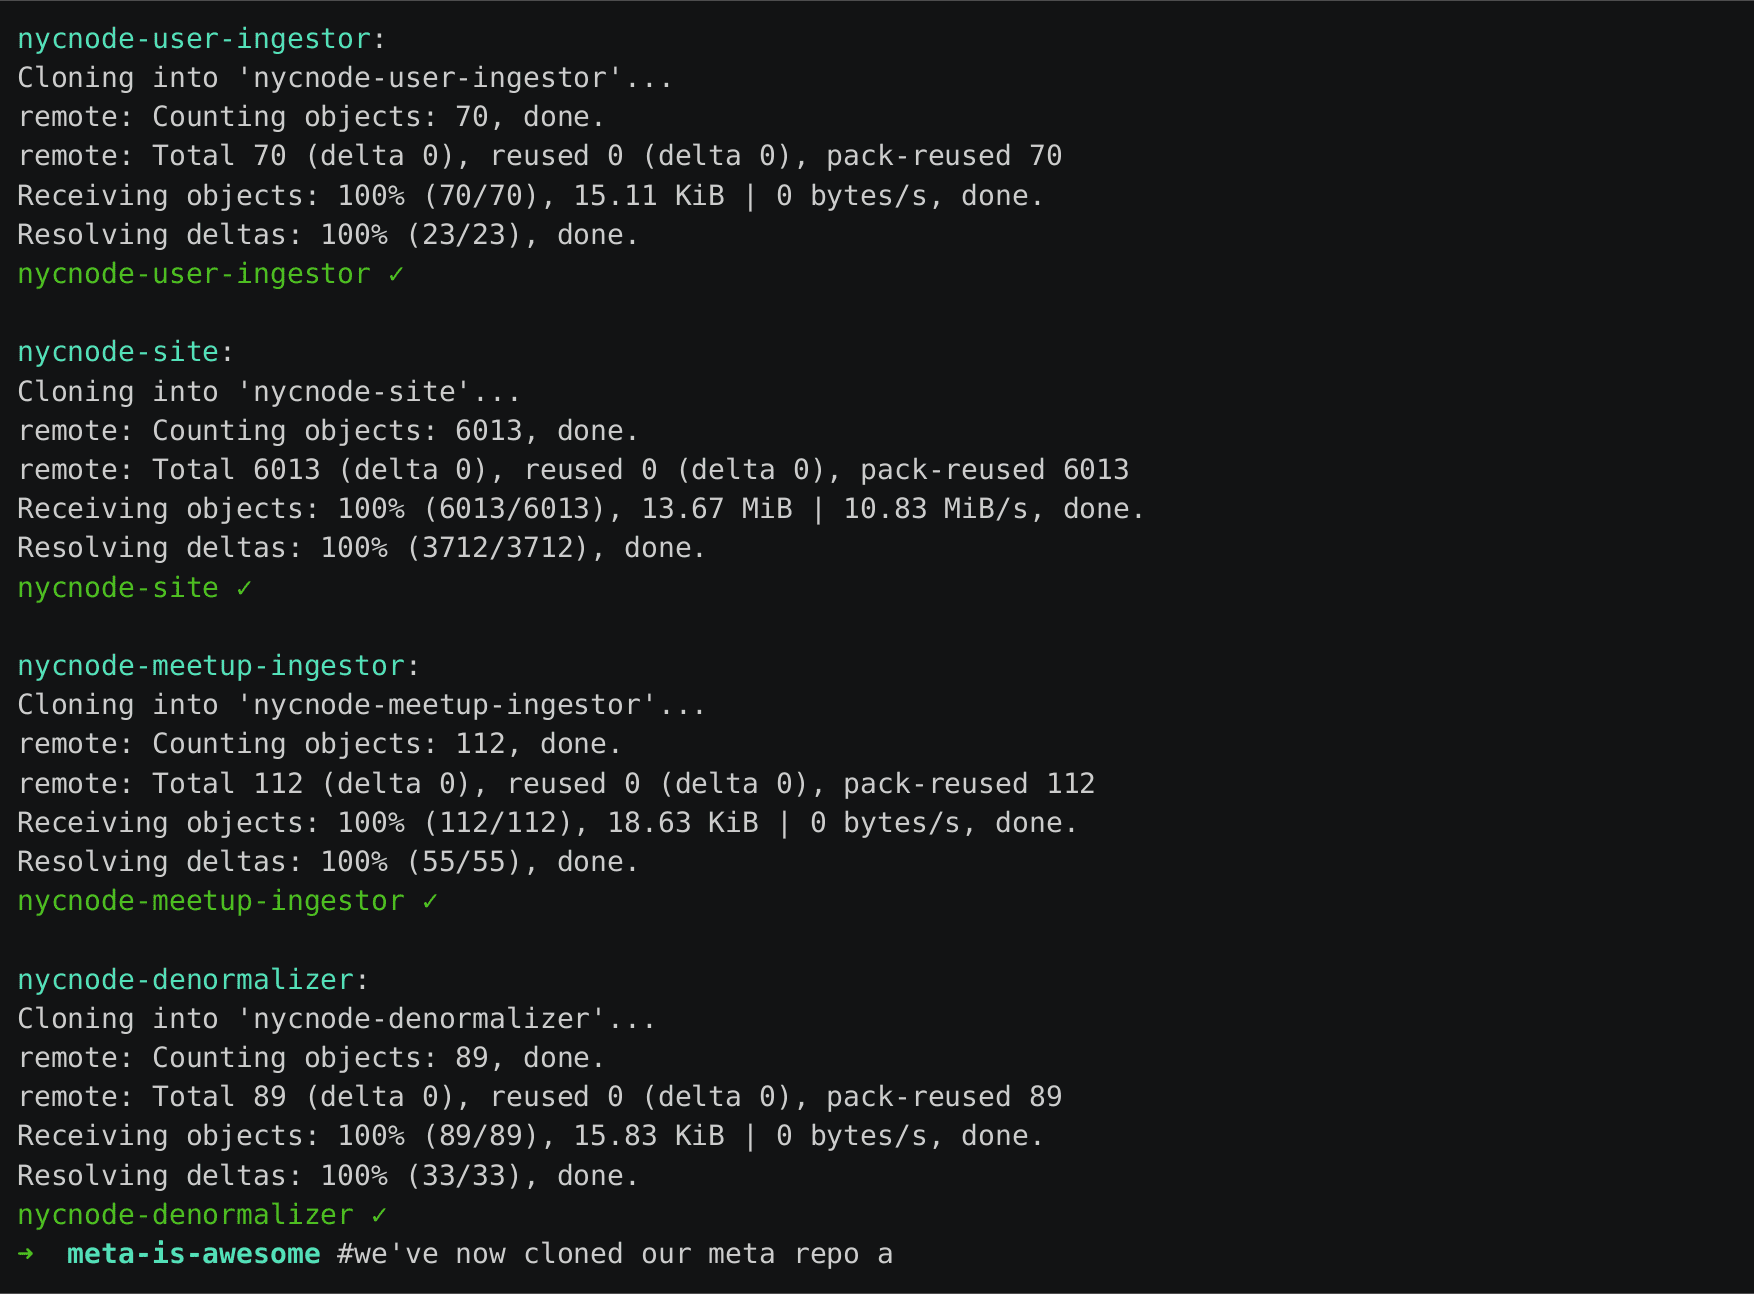 nycnode-user-ingestor:
Cloning into 'nycnode-user-ingestor'...
remote: Counting objects: 70, done.
remote: Total 70 (delta 0), reused 0 (delta 0), pack-reused 70
Receiving objects: 100% (70/70), 15.11 KiB | 0 bytes/s, done.
Resolving deltas: 100% (23/23), done.
nycnode-user-ingestor ✓
nycnode-site:
Cloning into 'nycnode-site'...
remote: Counting objects: 6013, done.
remote: Total 6013 (delta 0), reused 0 (delta 0), pack-reused 6013
Receiving objects: 100% (6013/6013), 13.67 MiB | 10.83 MiB/s, done.
Resolving deltas: 100% (3712/3712), done.
nycnode-site ✓
nycnode-meetup-ingestor:
Cloning into 'nycnode-meetup-ingestor'...
remote: Counting objects: 112, done.
remote: Total 112 (delta 0), reused 0 (delta 0), pack-reused 112
Receiving objects: 100% (112/112), 18.63 KiB | 0 bytes/s, done.
Resolving deltas: 100% (55/55), done.
nycnode-meetup-ingestor ✓
nycnode-denormalizer:
Cloning into 'nycnode-denormalizer'...
remote: Counting objects: 89, done.
remote: Total 89 (delta 0), reused 0 (delta 0), pack-reused 89
Receiving objects: 100% (89/89), 15.83 KiB | 0 bytes/s, done.
Resolving deltas: 100% (33/33), done.
nycnode-denormalizer ✓
➜  meta-is-awesome #we've now cloned our meta repo a